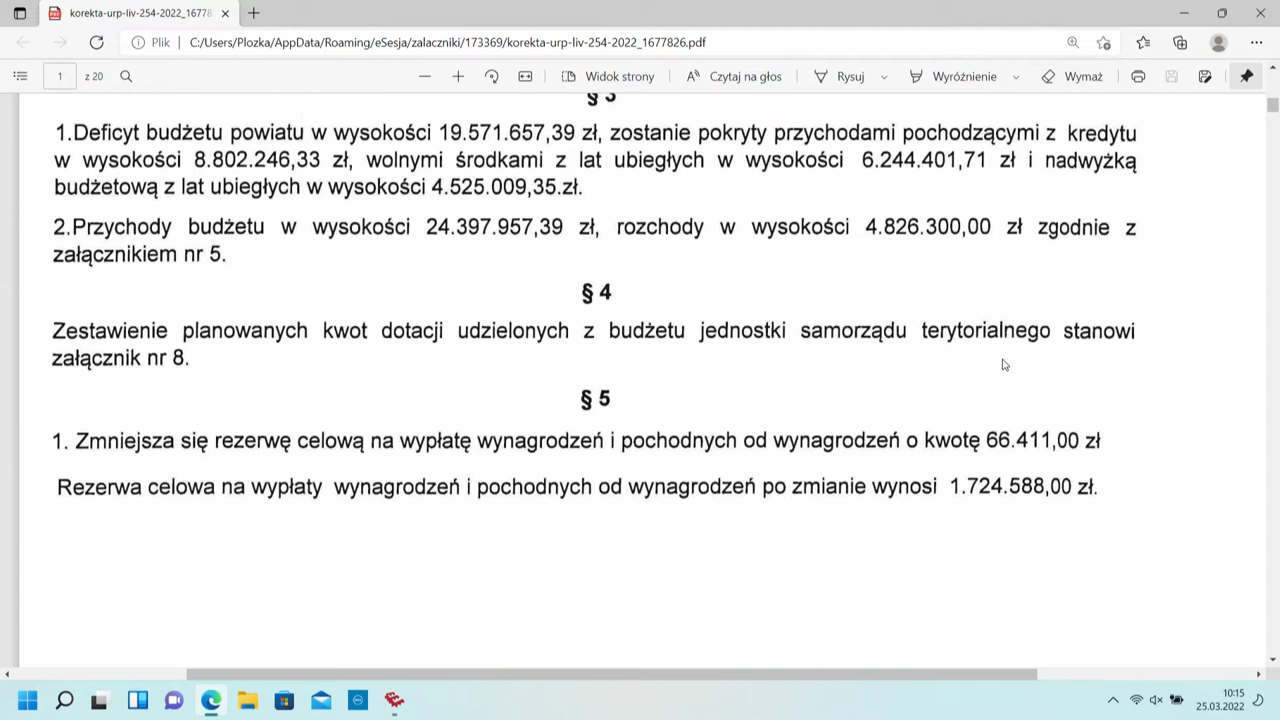 korekta-urp-liv-254-2022_16778
Plik
C:/Users/Plozka/AppData/Roaming/eSesja/zalaczniki/173369/korekta-urp-liv-254-2022_1677826.pdf
1 z 20
Widok strony
Czytaj na głos
Rysuj
Wyróżnienie
Wymaż
§ 3
1.Deficyt budżetu powiatu w wysokości 19.571.657,39 zł, zostanie pokryty przychodami pochodzącymi z kredytu
w wysokości 8.802.246,33 zł, wolnymi środkami z lat ubiegłych w wysokości 6.244.401,71 zł i nadwyżką
budżetową z lat ubiegłych w wysokości 4.525.009,35.zł.
2.Przychody budżetu w wysokości 24.397.957,39 zł, rozchody w wysokości 4.826.300,00 zł zgodnie z
załącznikiem nr 5.
§ 4
Zestawienie planowanych kwot dotacji udzielonych z budżetu jednostki samorządu terytorialnego stanowi
załącznik nr 8.
§ 5
1. Zmniejsza się rezerwę celową na wypłatę wynagrodzeń i pochodnych od wynagrodzeń o kwotę 66.411,00 zł
Rezerwa celowa na wypłaty wynagrodzeń i pochodnych od wynagrodzeń po zmianie wynosi 1.724.588,00 zł.
10:15
25.03.2022